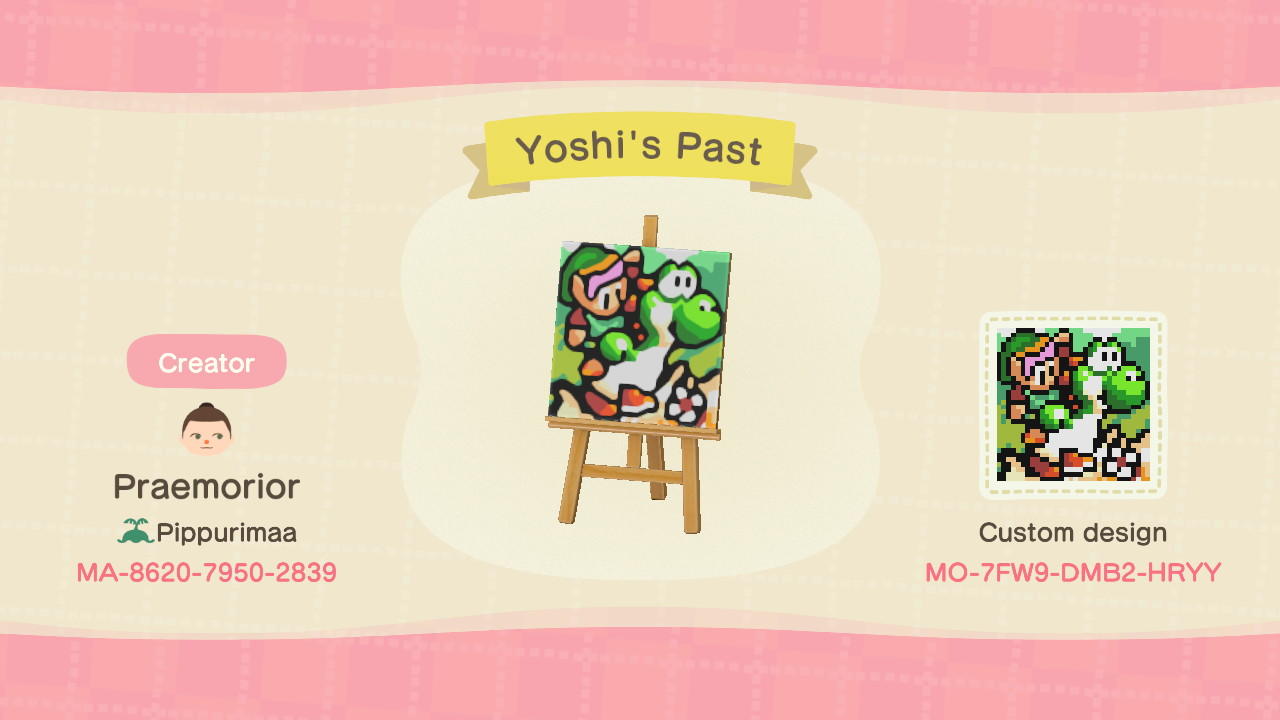 Yoshi's Past
Creator
Praemorior
Pippurimaa
MA-8620-7950-2839
Custom design
MO-7FW9-DMB2-HRYY